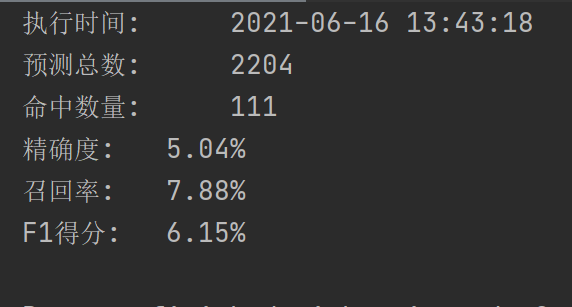 执行时间:     2021-06-16 13:43:18
预测总数:     2204
命中数量:     111
精确度:   5.04%
召回率:   7.88%
F1得分:   6.15%